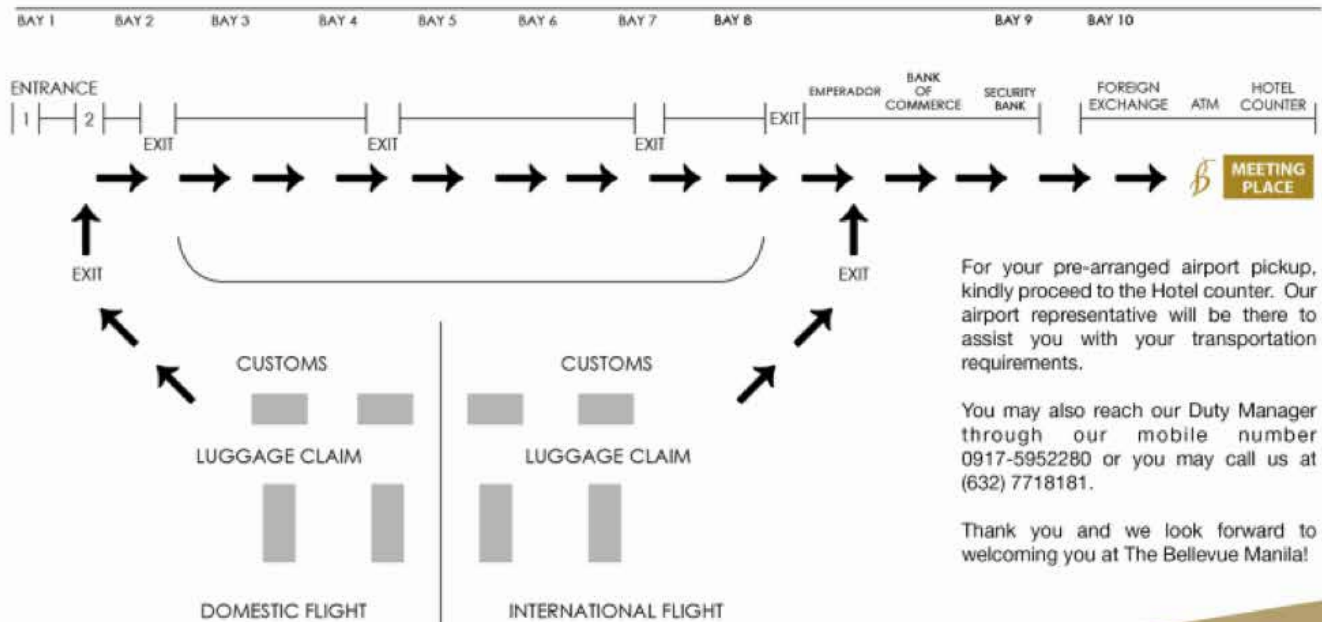 BAY 1 BAY 2 BAY 3 BAY 4 BAY 5 BAY 6 BAY 7 BAY 8 BAY 9 BAY 10
ENTRANCE
1 2
EXIT
EXIT
EXIT
EXIT
EMPERADOR
BANK
OF
COMMERCE
SECURITY
BANK
FOREIGN
EXCHANGE
ATM
HOTEL
COUNTER
B MEETING
PLACE
EXIT
EXIT
For your pre-arranged airport pickup,
kindly proceed to the Hotel counter. Our
airport representative will be there to
assist you with your transportation
requirements.
You may also reach our Duty Manager
through our mobile number
0917-5952280 or you may call us at
(632) 7718181.
Thank you and we look forward to
welcoming you at The Bellevue Manila!
CUSTOMS CUSTOMS
LUGGAGE CLAIM LUGGAGE CLAIM
DOMESTIC FLIGHT INTERNATIONAL FLIGHT